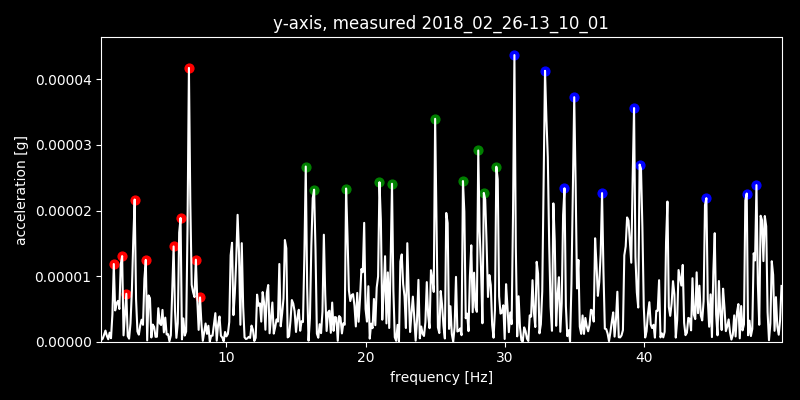 y-axis, measured 2018_02_26-13_10_01
0.00004
0.00003
0.00002
0.00001
0.00000
acceleration [g]
10 20 30 40
frequency [Hz]